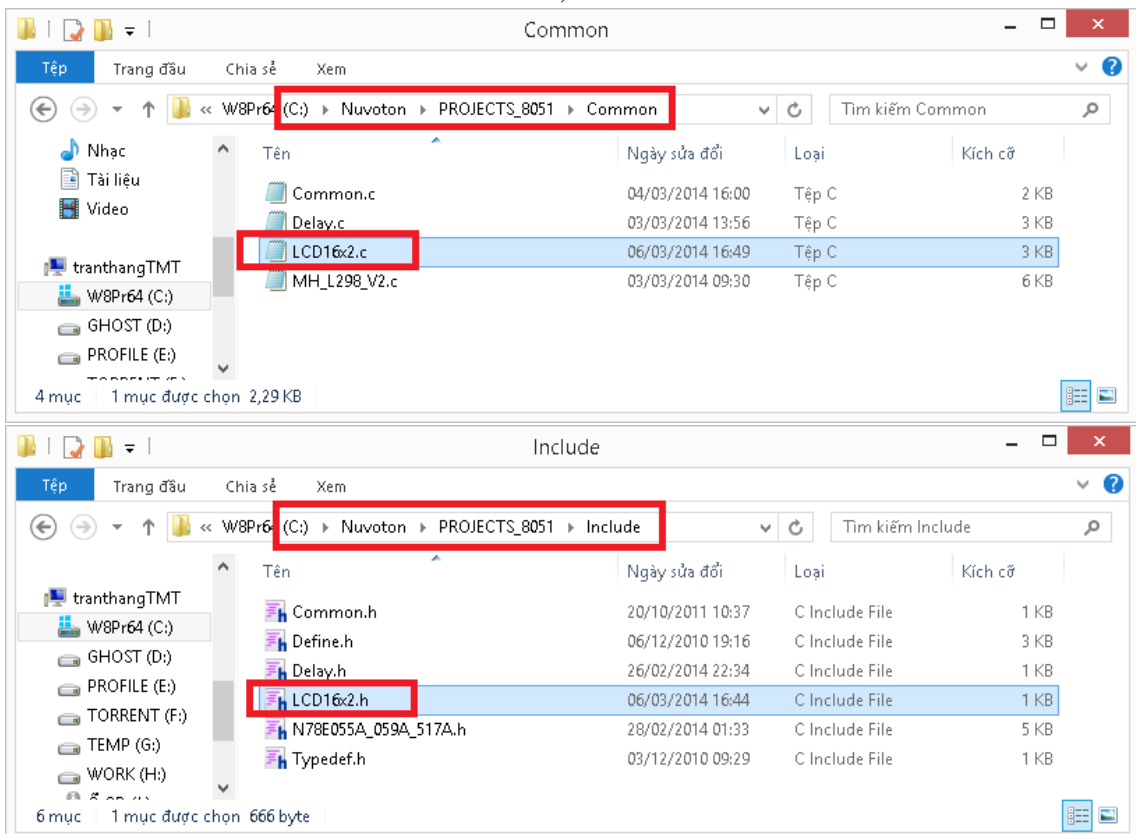 Common
Tệp Trang đầu Chia sẻ Xem
« W8Pr64 (C:) Nuvoton PROJECTS_8051 Common Tìm kiếm Common
Nhạc
Tài liệu
Video
tranthangTMT
W8Pr64 (C:)
GHOST (D:)
PROFILE (E:)
Tên Ngày sửa đổi Loại Kích cỡ
Common.c 04/03/2014 16:00 Tệp C 2 KB
Delay.c 03/03/2014 13:56 Tệp C 3 KB
LCD16x2.c 06/03/2014 16:49 Tệp C 3 KB
MH_L298_V2.c 03/03/2014 09:30 Tệp C 6 KB
4 mục 1 mục được chọn 2,29 KB
Include
Tệp Trang đầu Chia sẻ Xem
« W8Pr64 (C:) Nuvoton PROJECTS_8051 Include Tìm kiếm Include
tranthangTMT
W8Pr64 (C:)
GHOST (D:)
PROFILE (E:)
TORRENT (F:)
TEMP (G:)
WORK (H:)
Tên Ngày sửa đổi Loại Kích cỡ
Common.h 20/10/2011 10:37 C Include File 1 KB
Define.h 06/12/2010 19:16 C Include File 3 KB
Delay.h 26/02/2014 22:34 C Include File 1 KB
LCD16x2.h 06/03/2014 16:44 C Include File 1 KB
N78E055A_059A_517A.h 28/02/2014 01:33 C Include File 5 KB
Typedef.h 03/12/2010 09:29 C Include File 1 KB
6 mục 1 mục được chọn 666 byte